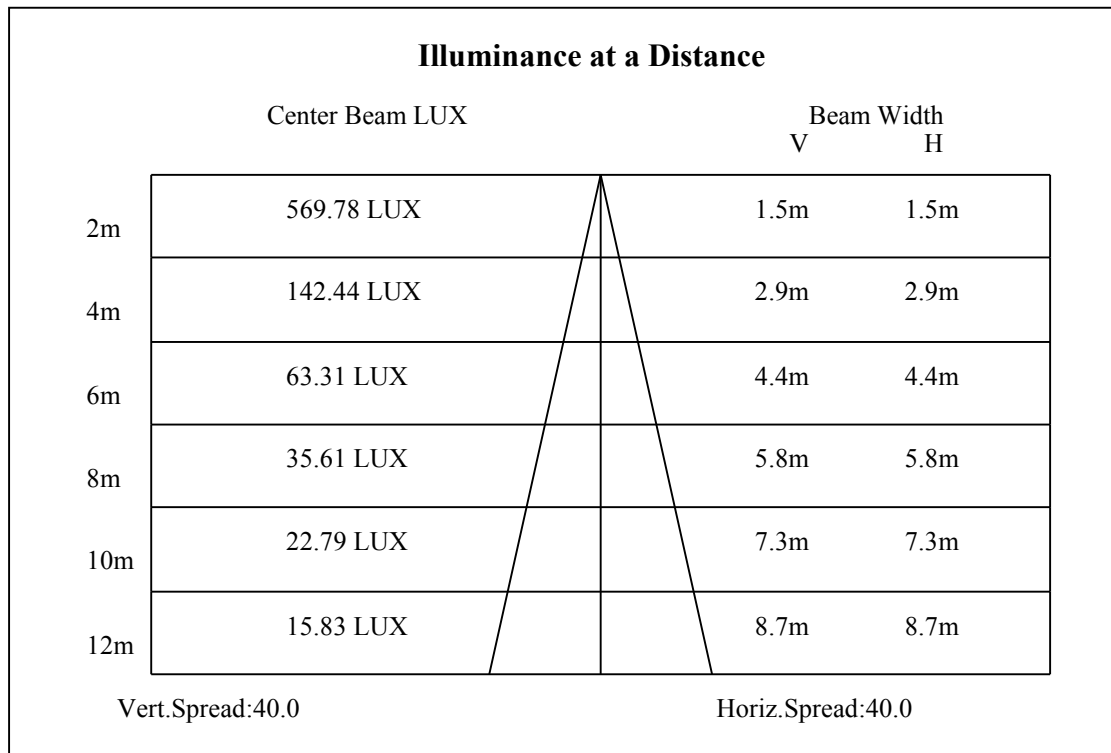 Illuminance at a Distance
Center Beam LUX Beam Width
V H
2m 569.78 LUX 1.5m 1.5m
4m 142.44 LUX 2.9m 2.9m
6m 63.31 LUX 4.4m 4.4m
8m 35.61 LUX 5.8m 5.8m
10m 22.79 LUX 7.3m 7.3m
12m 15.83 LUX 8.7m 8.7m
Vert.Spread:40.0 Horiz.Spread:40.0